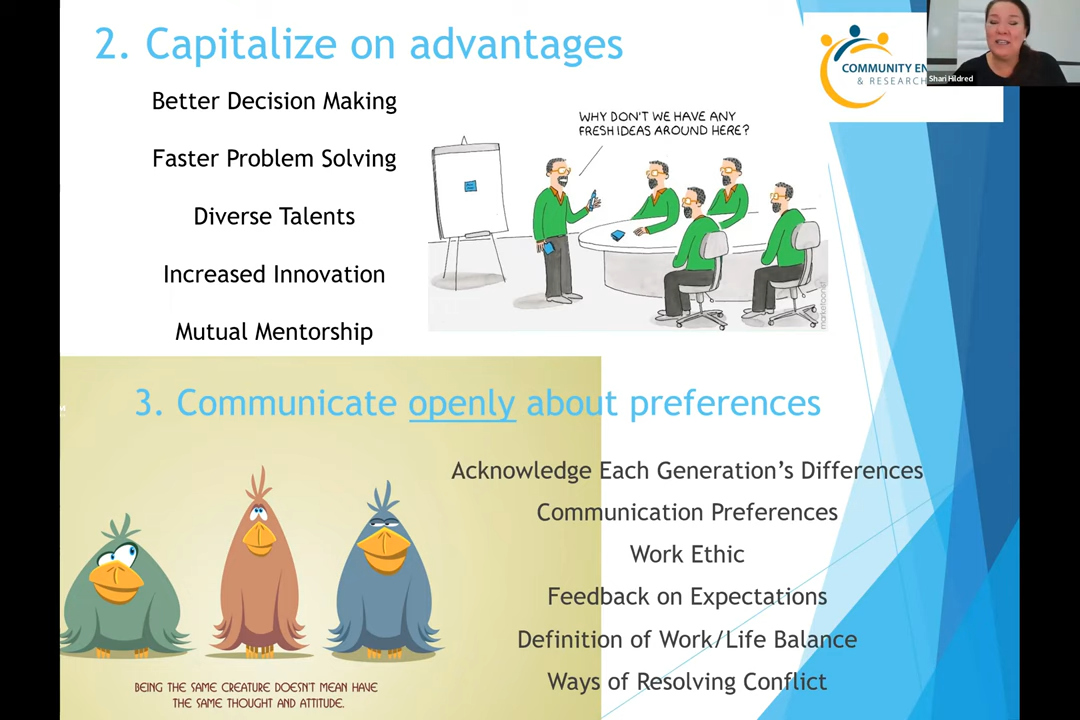 2. Capitalize on advantages
Better Decision Making
Faster Problem Solving
Diverse Talents
Increased Innovation
Mutual Mentorship
WHY DON'T WE HAVE ANY
FRESH IDEAS AROUND HERE?
marketoonist
COMMUNITY EN
& RESEARCH
Shari Hildred
3. Communicate openly about preferences
Acknowledge Each Generation's Differences
Communication Preferences
Work Ethic
Feedback on Expectations
Definition of Work/Life Balance
Ways of Resolving Conflict
BEING THE SAME CREATURE DOESN'T MEAN HAVE
THE SAME THOUGHT AND ATTITUDE.